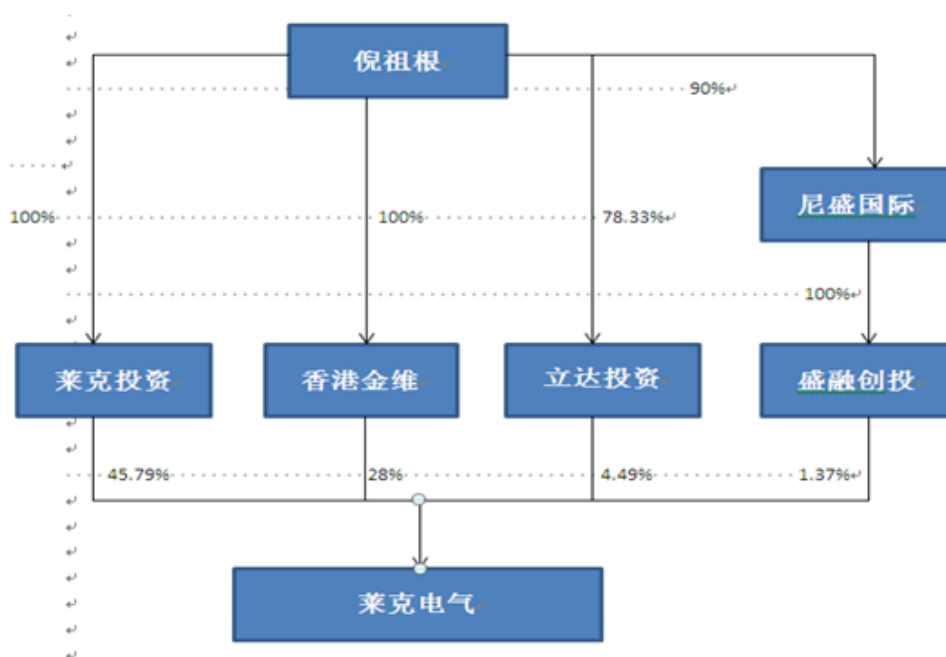 倪祖根
90%
尼盛国际
100%
100%
78.33%
100%
莱克投资
香港金维
立达投资
盛融创投
45.79%
28%
4.49%
1.37%
莱克电气